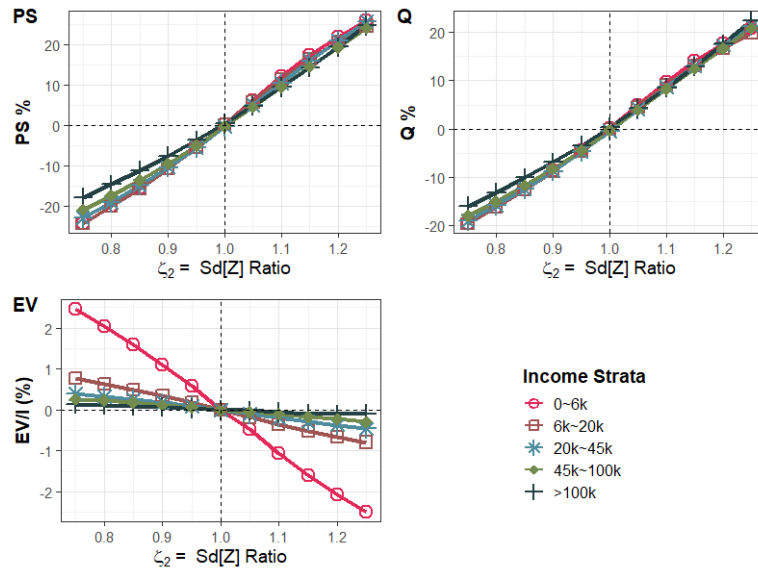 PS
PS %
20
10
0
-10
-20
0.8 0.9 1.0 1.1 1.2
ζ₂ = Sd[Z] Ratio
Q
Q %
20
10
0
-10
-20
0.8 0.9 1.0 1.1 1.2
ζ₂ = Sd[Z] Ratio
EV
EV/I (%)
2
1
0
-1
-2
0.8 0.9 1.0 1.1 1.2
ζ₂ = Sd[Z] Ratio
Income Strata
0~6k
6k~20k
20k~45k
45k~100k
>100k